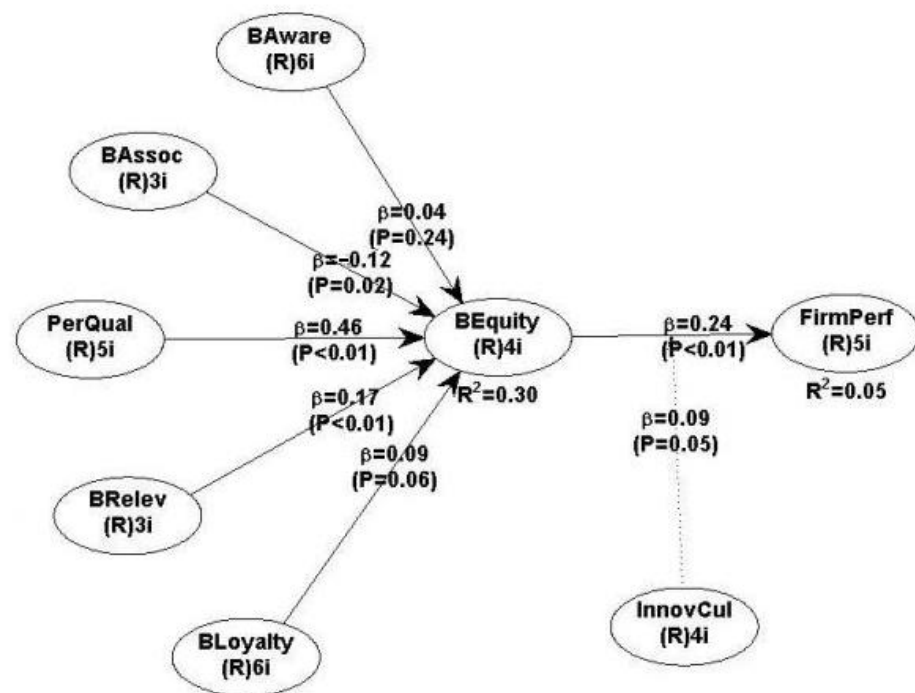 BAware
(R)6i
BAssoc
(R)3i
β=0.04
(P=0.24)
β=−0.12
(P=0.02)
PerQual
(R)5i
β=0.46
(P<0.01)
BEquity
(R)4i
R²=0.30
β=0.24
(P<0.01)
FirmPerf
(R)5i
R²=0.05
β=0.17
(P<0.01)
β=0.09
(P=0.05)
β=0.09
(P=0.06)
BRelev
(R)3i
InnovCul
(R)4i
BLoyalty
(R)6i